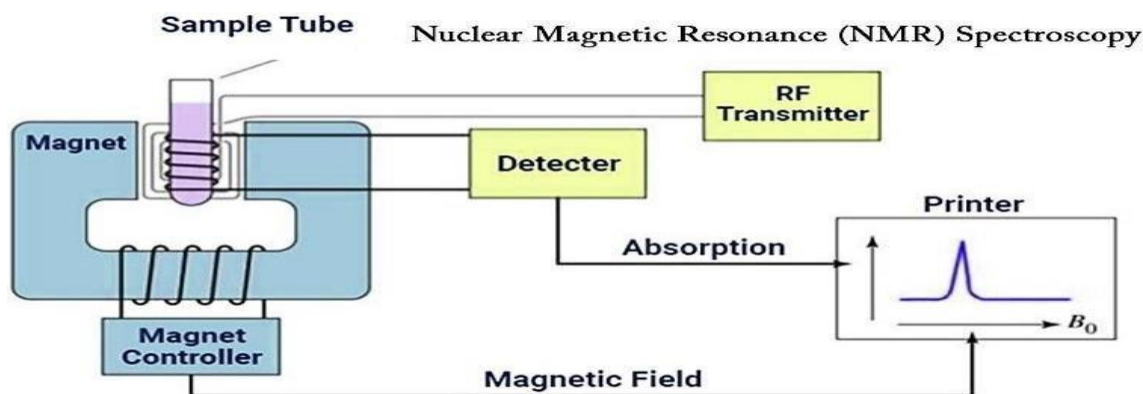 Sample Tube
Nuclear Magnetic Resonance (NMR) Spectroscopy
RF
Transmitter
Magnet
Detecter
Printer
Absorption
B₀
Magnet
Controller
Magnetic Field